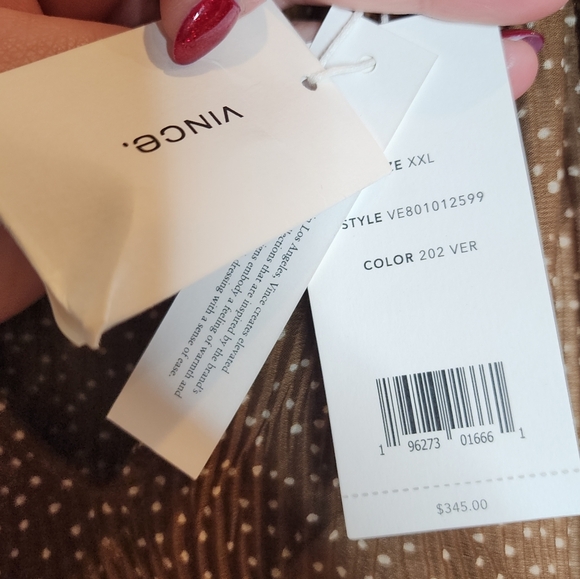 VINCE.
XXL
STYLE VE801012599
COLOR 202 VER
1 96273 01666 1
$345.00
Los Angeles, Vince creates elevated
that are inspired by the brand's
embody a feeling of warmth and
dressing with a sense of ease.